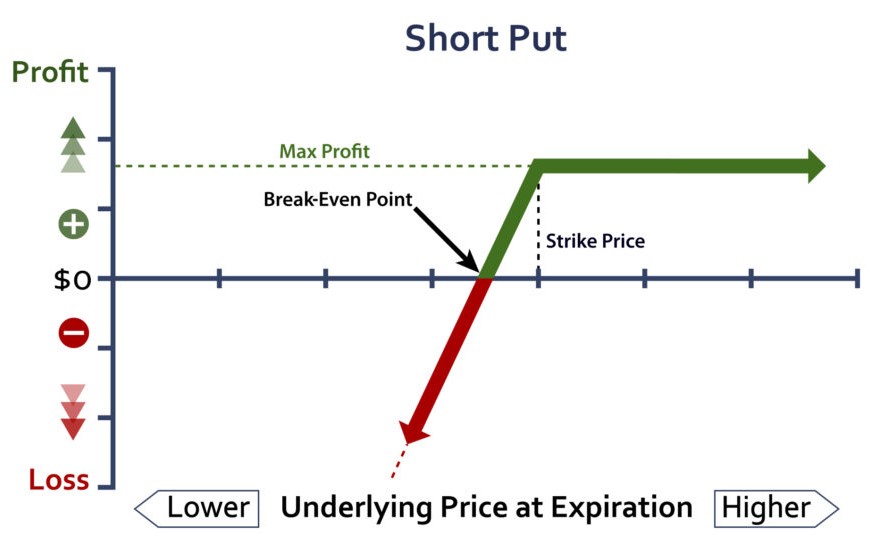 Short Put
Profit
Max Profit
Break-Even Point
Strike Price
$0
Loss
Lower
Underlying Price at Expiration
Higher